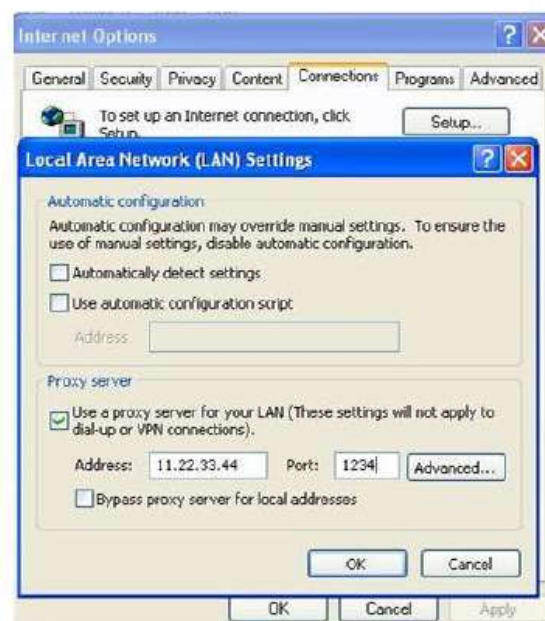 Internet Options
General Security Privacy Content Connections Programs Advanced
To set up an Internet connection, click
Setup.
Setup...
Local Area Network (LAN) Settings
Automatic configuration
Automatic configuration may override manual settings. To ensure the
use of manual settings, disable automatic configuration.
Automatically detect settings
Use automatic configuration script
Address
Proxy server
Use a proxy server for your LAN (These settings will not apply to
dial-up or VPN connections).
Address: 11.22.33.44 Port: 1234 Advanced...
Bypass proxy server for local addresses
OK Cancel
OK Cancel Apply